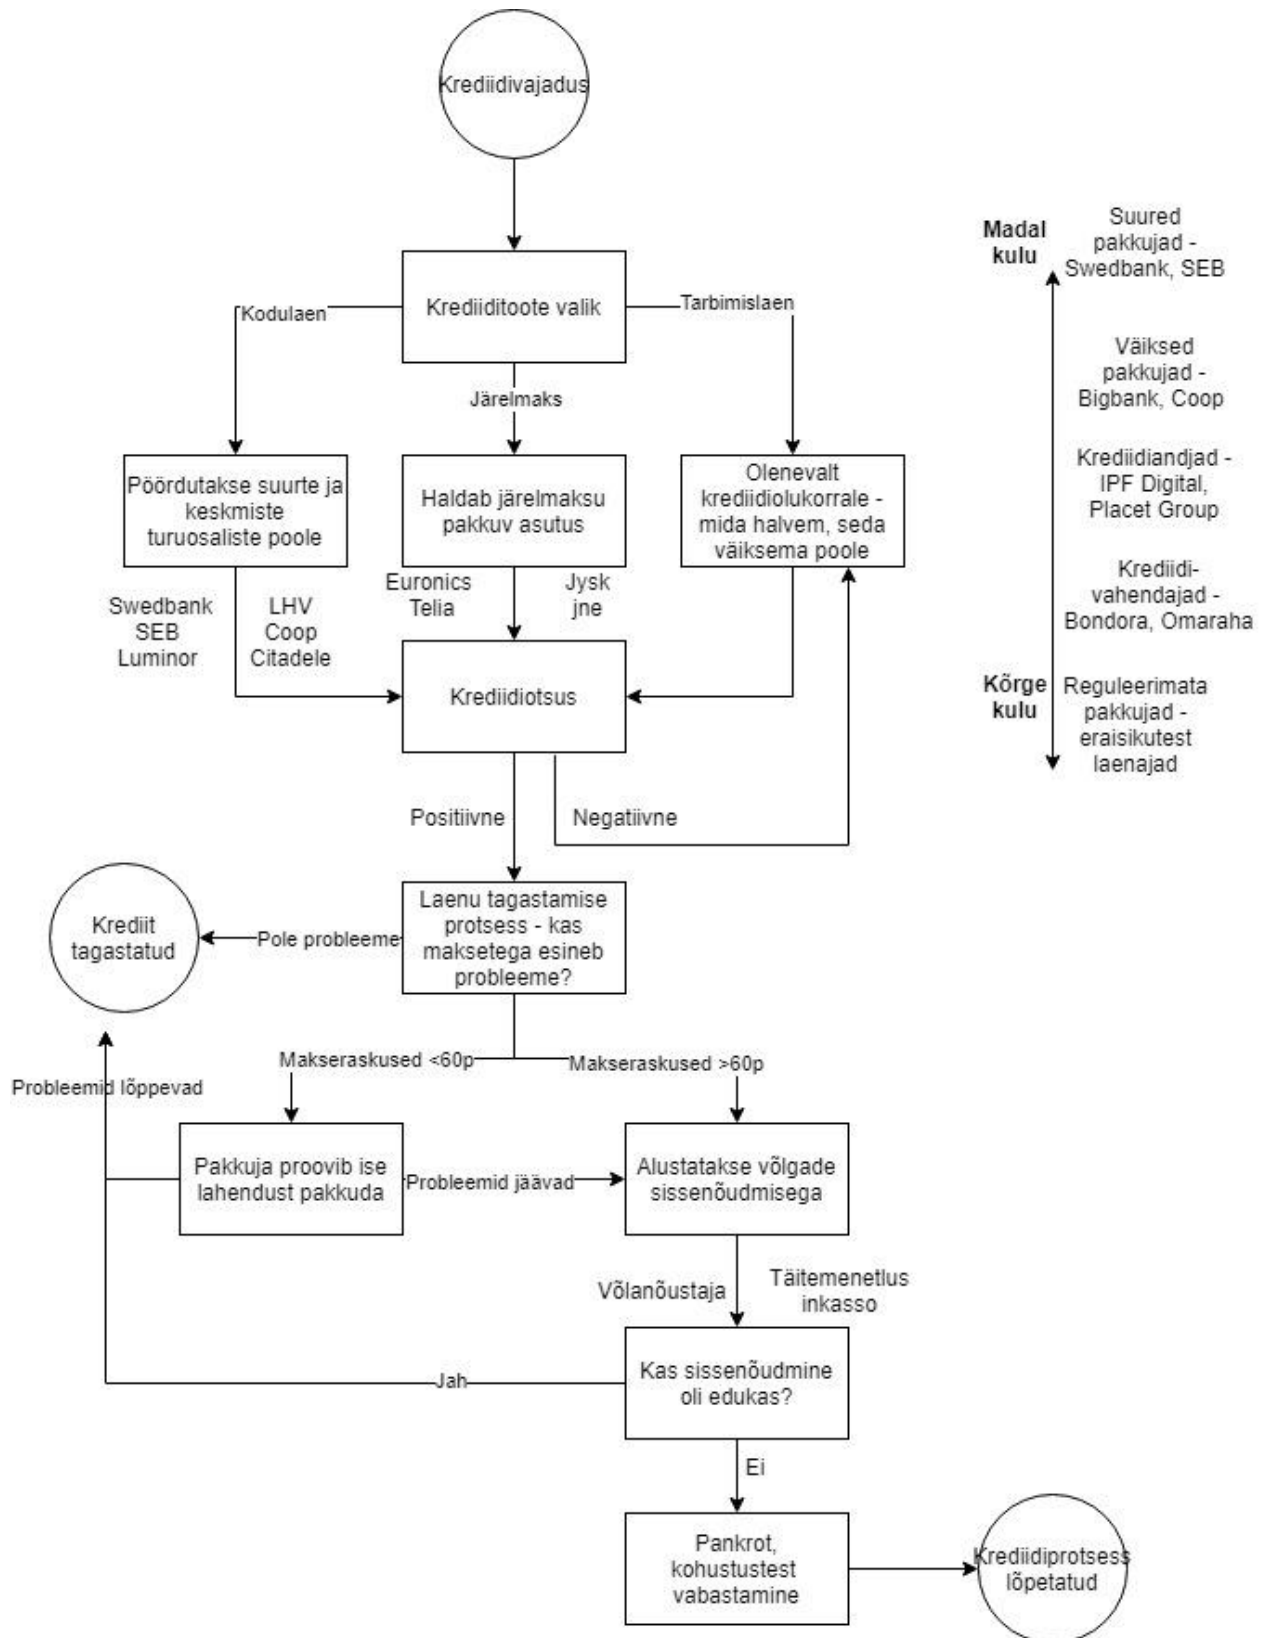 Krediidivajadus
Krediiditoote valik
Kodulaen
Tarbimislaen
Järelmaks
Pöördutakse suurte ja
keskmiste
turuosaliste poole
Haldab järelmaksu
pakkuv asutus
Olenevalt
krediidiolukorrale -
mida halvem, seda
väiksema poole
Swedbank
SEB
Luminor
LHV
Coop
Citadele
Euronics
Telia
Jysk
jne
Krediidiotsus
Positiivne
Negatiivne
Laenu tagastamise
protsess - kas
maksetega esineb
probleeme?
Pole probleeme
Krediit
tagastatud
Makseraskused <60p
Makseraskused >60p
Probleemid lõppevad
Pakkuja proovib ise
lahendust pakkuda
Probleemid jäävad
Alustatakse võlgade
sissenõudmisega
Võlanõustaja
Täitemenetlus
inkasso
Kas sissenõudmine
oli edukas?
Jah
Ei
Pankrot,
kohustustest
vabastamine
Krediidiprotsess
lõpetatud
Madal
kulu
Suured
pakkujad -
Swedbank, SEB
Väiksed
pakkujad -
Bigbank, Coop
Krediidiandjad -
IPF Digital,
Placet Group
Krediidi-
vahendajad -
Bondora, Omaraha
Kõrge
kulu
Reguleerimata
pakkujad -
eraisikutest
laenajad